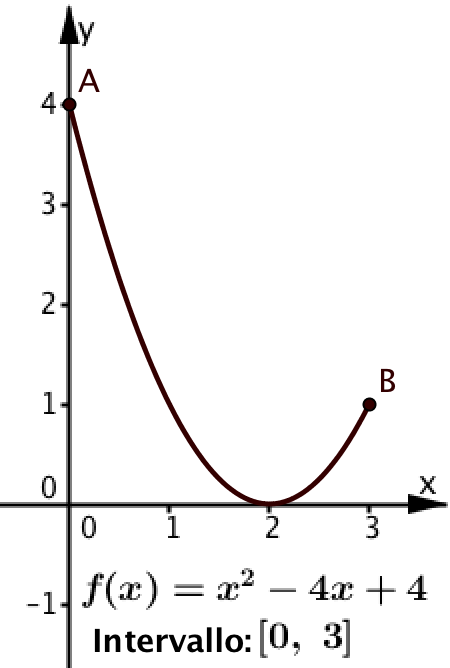 y
A
4
3
2
B
1
0
x
0 1 2 3
f(x) = x² − 4x + 4
-1
Intervallo: [0, 3]